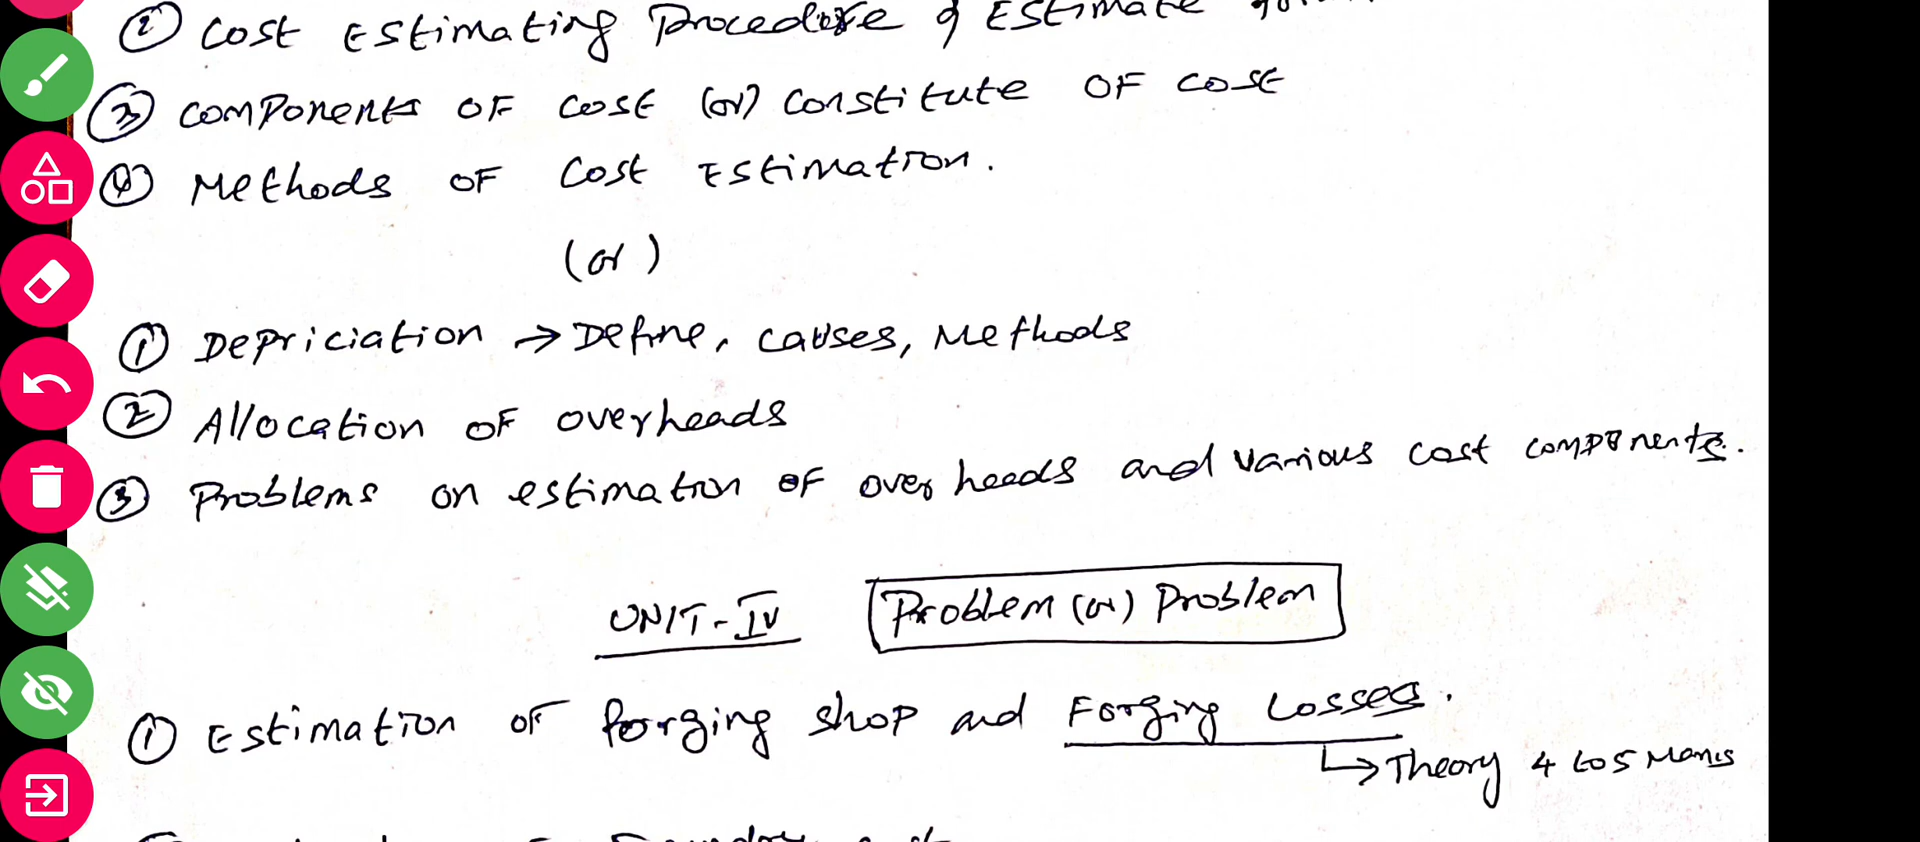 ② Cost Estimating Procedure & Estimate
③ components OF cost (or) constitute OF cost
④ Methods OF Cost Estimation.
(or)
① Depriciation → Define, causes, Methods
② Allocation OF overheads
③ Problems on estimation OF over heads and various cost components.
UNIT-IV Problem (or) Problem
① Estimation of forging shop and Forging Losses.
↳ Theory 4 to 5 Marks